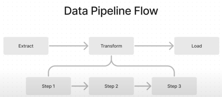 Data Pipeline Flow
Extract
Transform
Load
Step 1
Step 2
Step 3